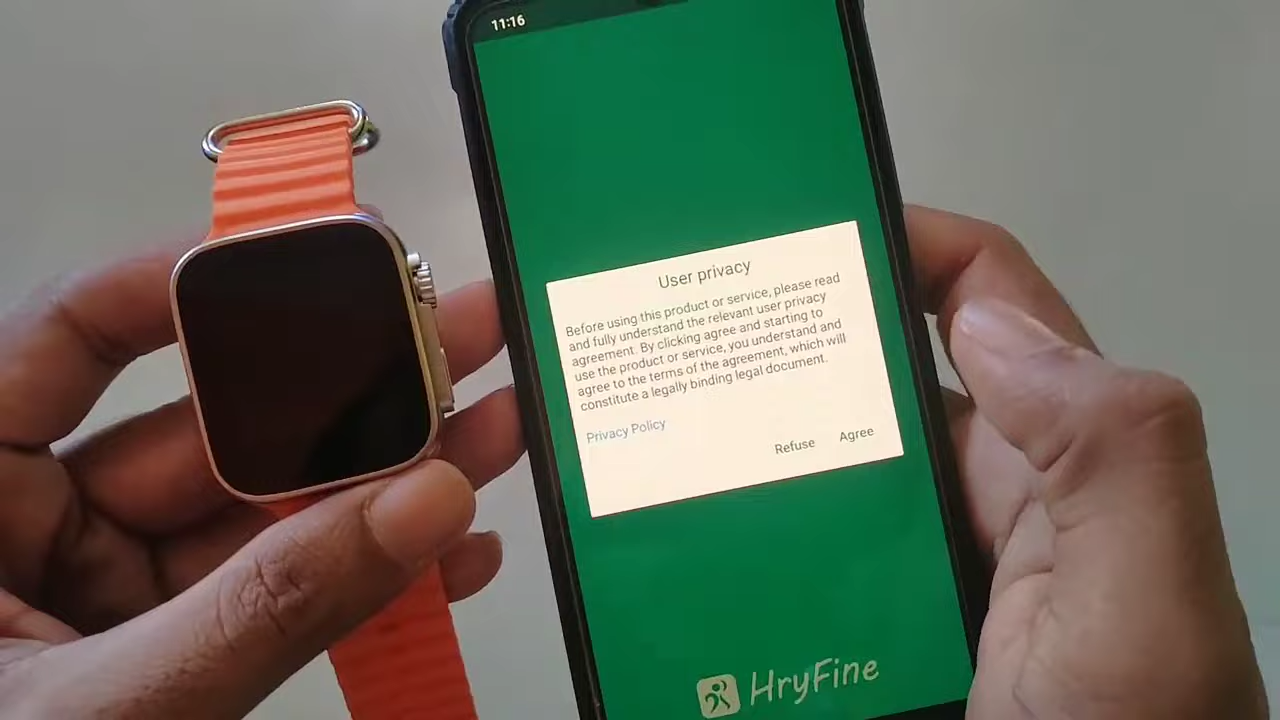 11:16
User privacy
Before using this product or service, please read
and fully understand the relevant user privacy
agreement. By clicking agree and starting to
use the product or service, you understand and
agree to the terms of the agreement, which will
constitute a legally binding legal document.
Privacy Policy
Refuse Agree
HryFine